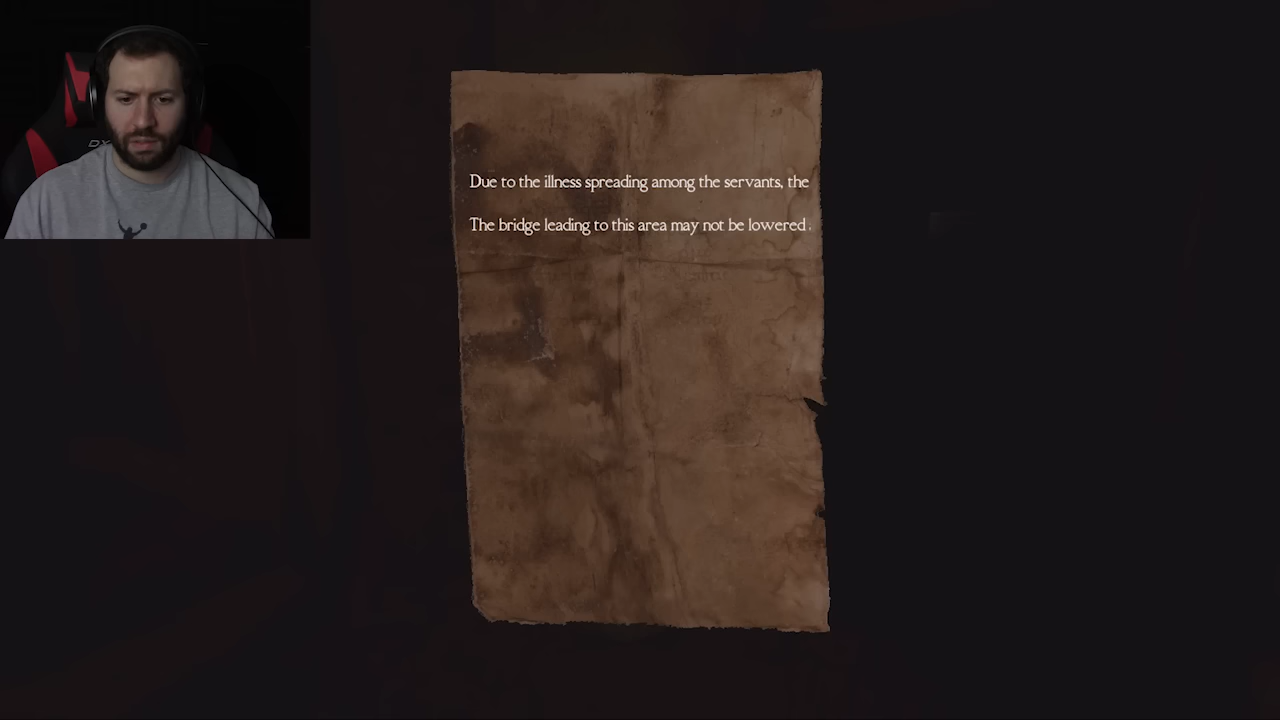 DX
Due to the illness spreading among the servants, the
The bridge leading to this area may not be lowered.